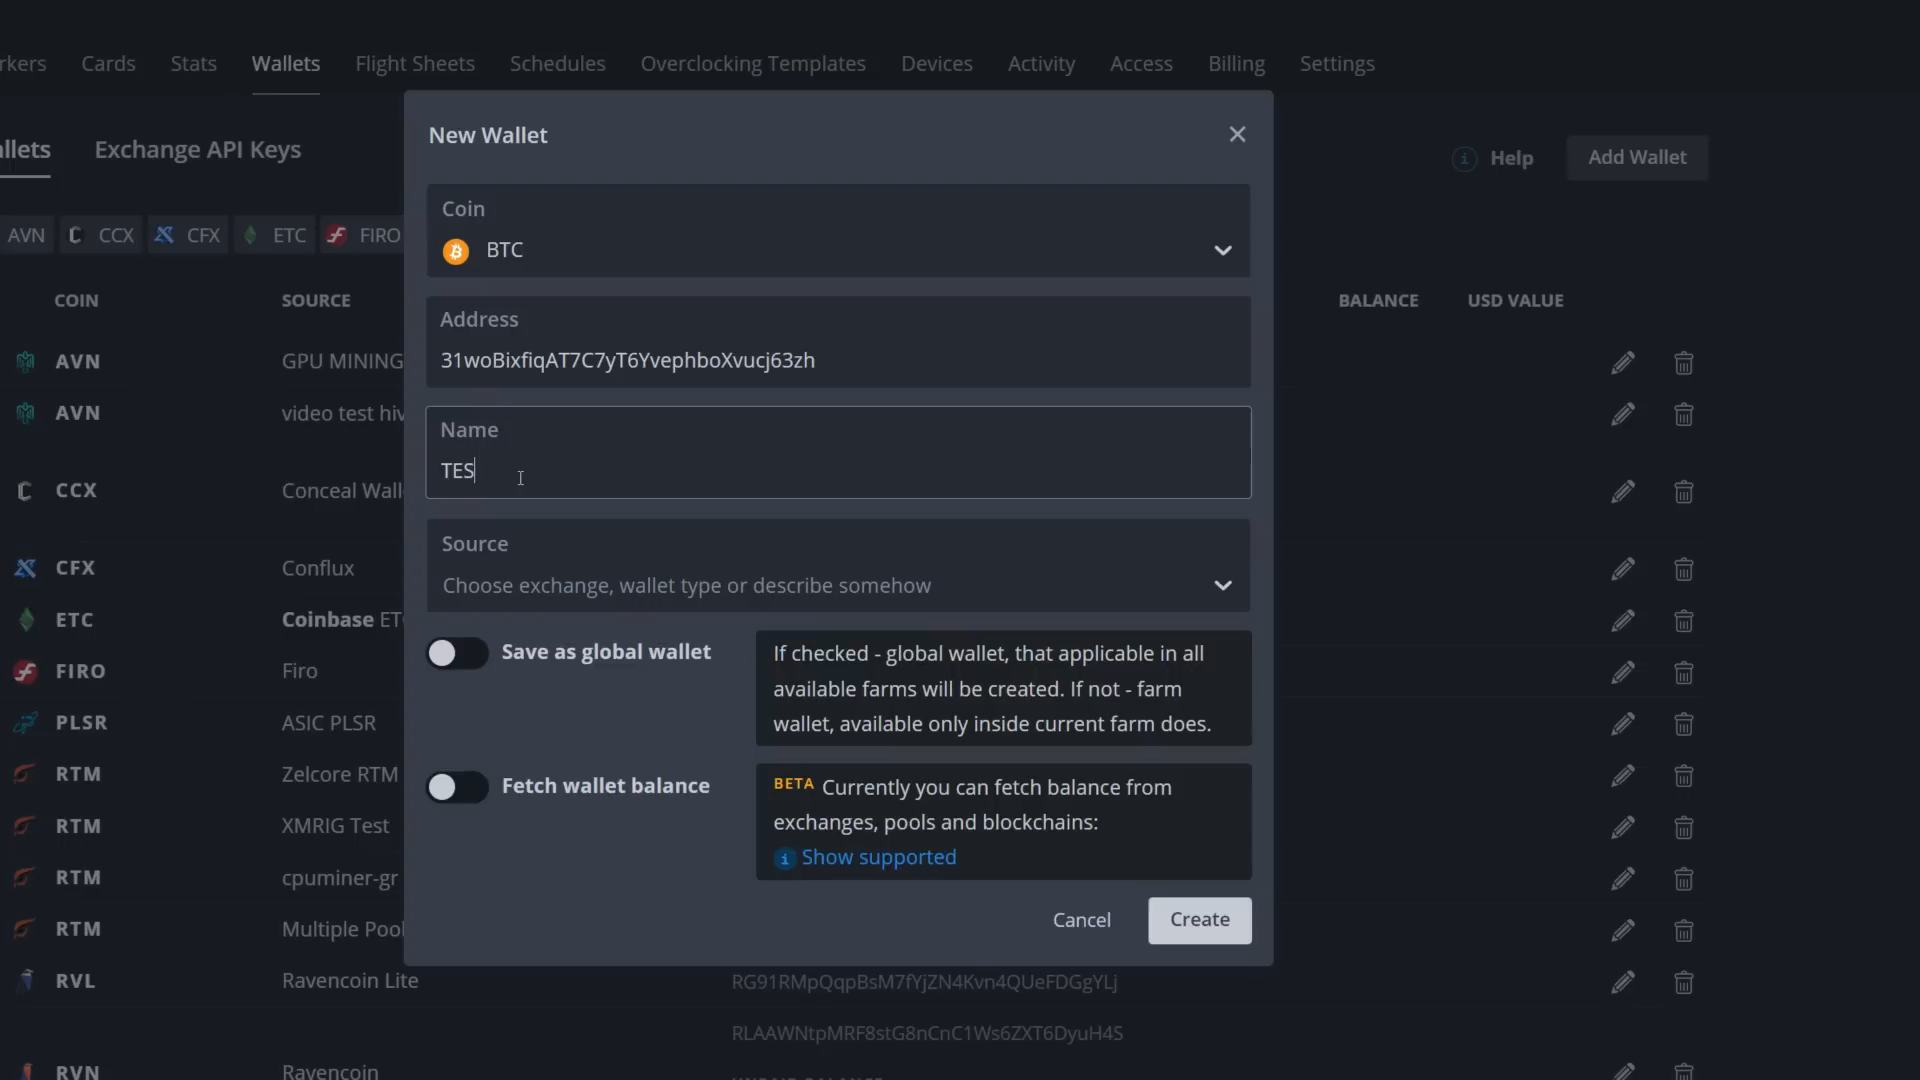 rkers Cards Stats Wallets Flight Sheets Schedules Overclocking Templates Devices Activity Access Billing Settings
allets Exchange API Keys
Help Add Wallet
AVN CCX CFX ETC FIRO
COIN SOURCE BALANCE USD VALUE
AVN GPU MINING
AVN video test hiv
CCX Conceal Wall
CFX Conflux
ETC Coinbase ET
FIRO Firo
PLSR ASIC PLSR
RTM Zelcore RTM
RTM XMRIG Test
RTM cpuminer-gr
RTM Multiple Pool
RVL Ravencoin Lite RG91RMpQqpBsM7fYjZN4Kvn4QUeFDGgYLj
RLAAWNtpMRF8stG8nCnC1Ws6ZXT6DyuH4S
RVN Ravencoin
New Wallet
Coin
BTC
Address
31woBixfiqAT7C7yT6YvephboXvucj63zh
Name
TES
Source
Choose exchange, wallet type or describe somehow
Save as global wallet
If checked - global wallet, that applicable in all
available farms will be created. If not - farm
wallet, available only inside current farm does.
Fetch wallet balance
BETA Currently you can fetch balance from
exchanges, pools and blockchains:
Show supported
Cancel Create